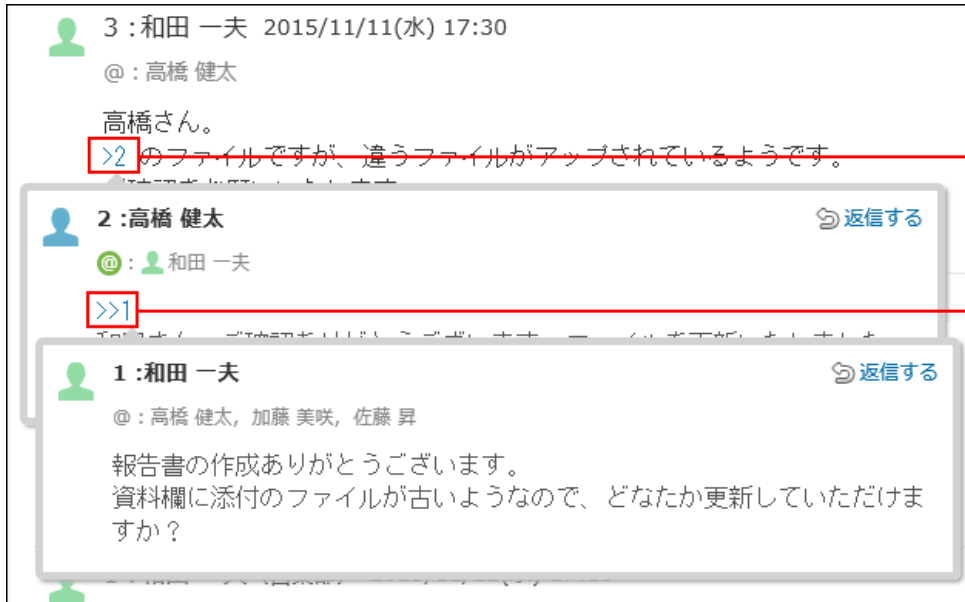 3 :和田 一夫 2015/11/11(水) 17:30
@ : 高橋 健太
高橋さん。
>2 のファイルですが、違うファイルがアップされているようです。
2 :高橋 健太
返信する
@ : 和田 一夫
>>1
1 :和田 一夫
返信する
@ : 高橋 健太, 加藤 美咲, 佐藤 昇
報告書の作成ありがとうございます。
資料欄に添付のファイルが古いようなので、どなたか更新していただけま
すか？